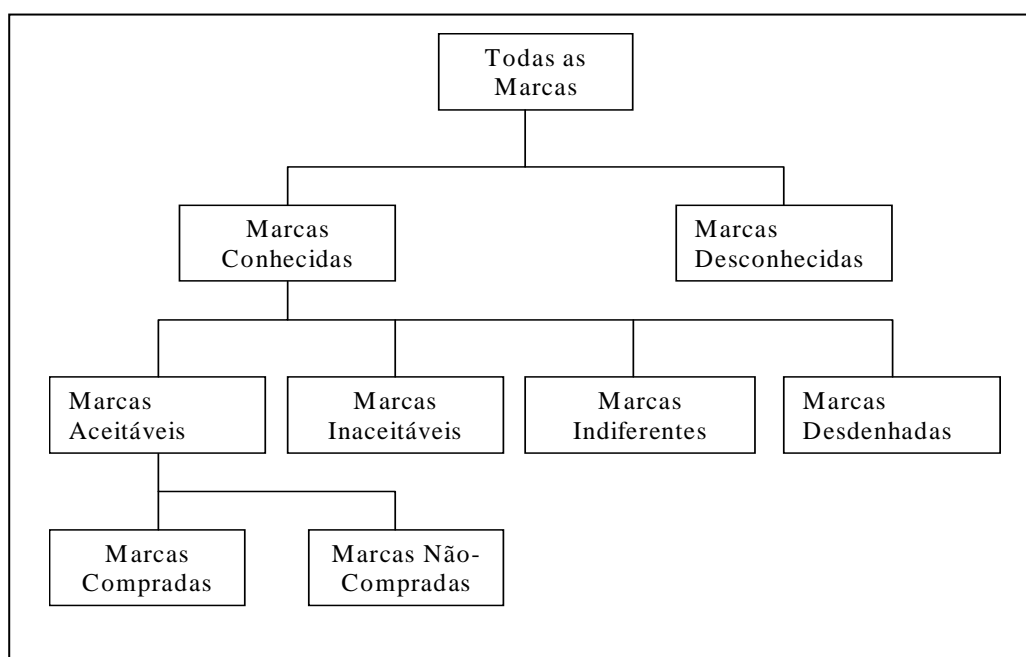 Todas as
Marcas
Marcas
Conhecidas
Marcas
Desconhecidas
Marcas
Aceitáveis
Marcas
Inaceitáveis
Marcas
Indiferentes
Marcas
Desdenhadas
Marcas
Compradas
Marcas Não-
Compradas